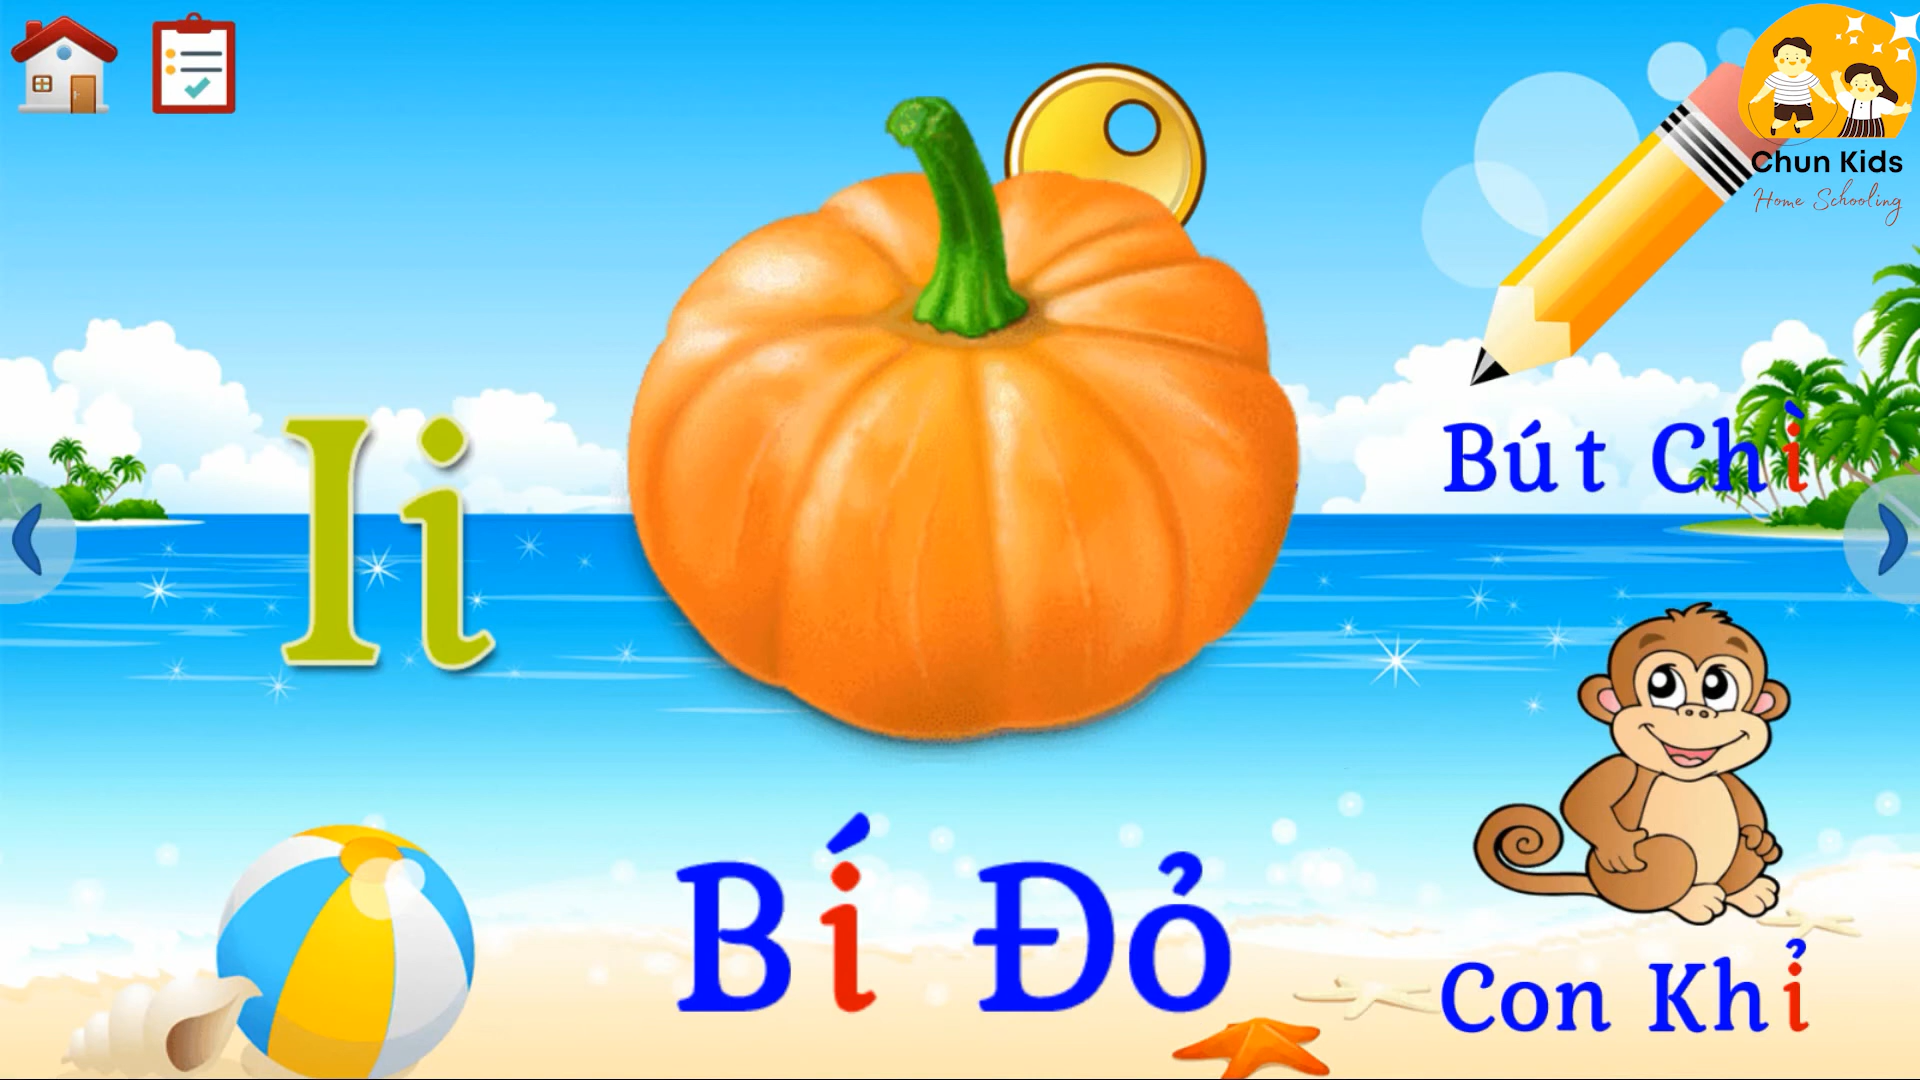 Chun Kids
Home Schooling
Ii
Bút Chì
Bí Đỏ
Con Khỉ